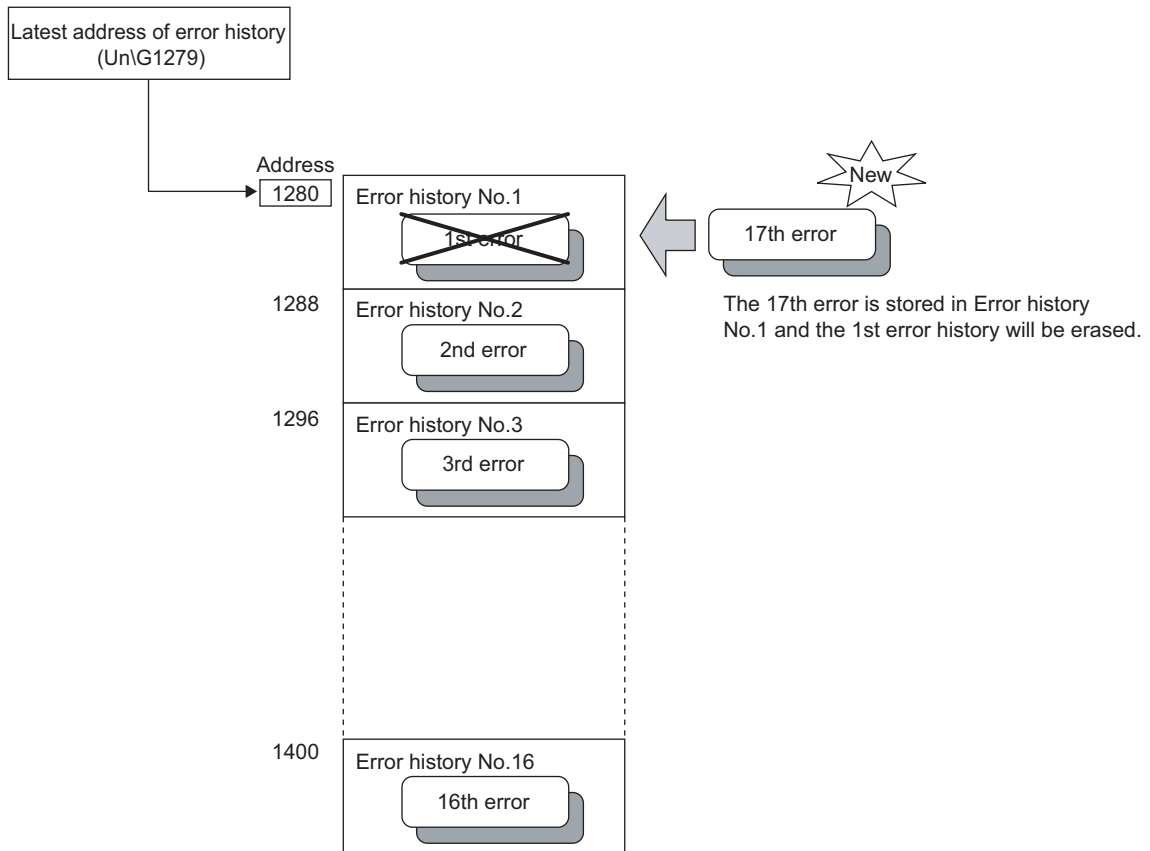 Latest address of error history
(Un\G1279)
Address
1280
Error history No.1
1st error
New
17th error
The 17th error is stored in Error history
No.1 and the 1st error history will be erased.
1288
Error history No.2
2nd error
1296
Error history No.3
3rd error
1400
Error history No.16
16th error